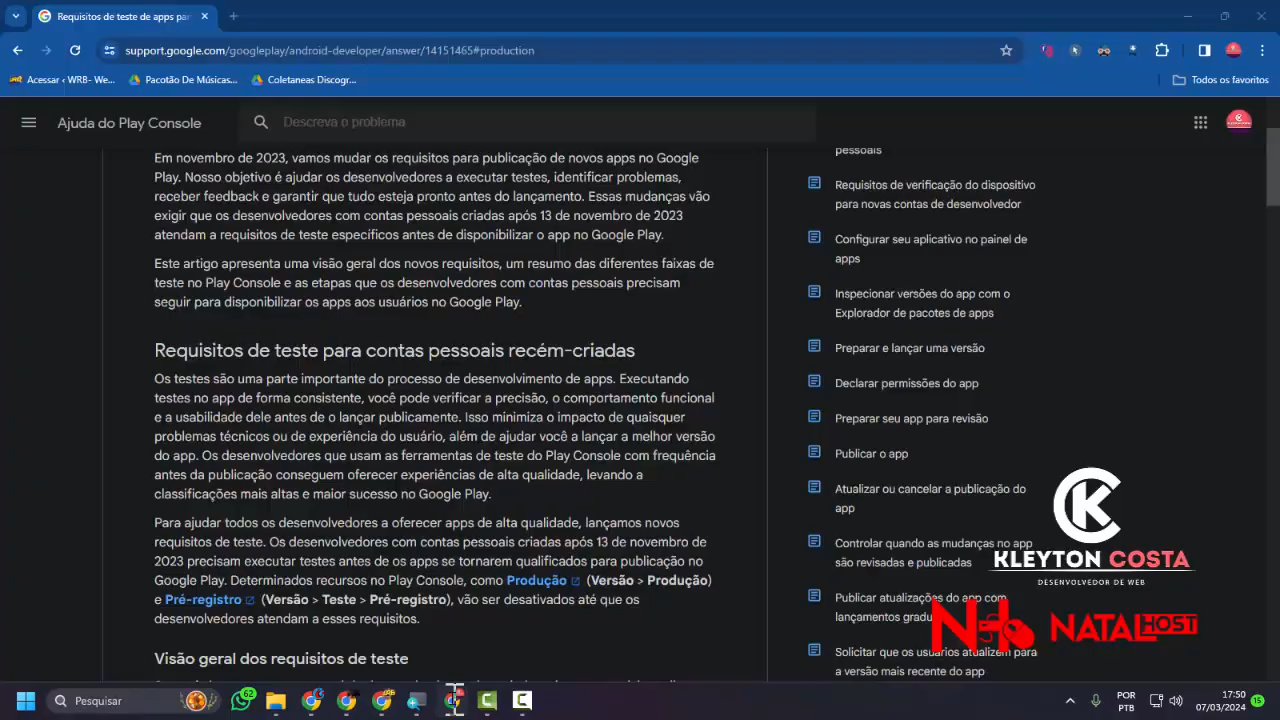 Requisitos de teste de apps par
support.google.com/googleplay/android-developer/answer/14151465#production
Acessar ‹ WRB- We...
Pacotão De Músicas...
Coletaneas Discogr...
Todos os favoritos
Ajuda do Play Console
Descreva o problema
Em novembro de 2023, vamos mudar os requisitos para publicação de novos apps no Google
Play. Nosso objetivo é ajudar os desenvolvedores a executar testes, identificar problemas,
receber feedback e garantir que tudo esteja pronto antes do lançamento. Essas mudanças vão
exigir que os desenvolvedores com contas pessoais criadas após 13 de novembro de 2023
atendam a requisitos de teste específicos antes de disponibilizar o app no Google Play.
Este artigo apresenta uma visão geral dos novos requisitos, um resumo das diferentes faixas de
teste no Play Console e as etapas que os desenvolvedores com contas pessoais precisam
seguir para disponibilizar os apps aos usuários no Google Play.
Requisitos de teste para contas pessoais recém-criadas
Os testes são uma parte importante do processo de desenvolvimento de apps. Executando
testes no app de forma consistente, você pode verificar a precisão, o comportamento funcional
e a usabilidade dele antes de o lançar publicamente. Isso minimiza o impacto de quaisquer
problemas técnicos ou de experiência do usuário, além de ajudar você a lançar a melhor versão
do app. Os desenvolvedores que usam as ferramentas de teste do Play Console com frequência
antes da publicação conseguem oferecer experiências de alta qualidade, levando a
classificações mais altas e maior sucesso no Google Play.
Para ajudar todos os desenvolvedores a oferecer apps de alta qualidade, lançamos novos
requisitos de teste. Os desenvolvedores com contas pessoais criadas após 13 de novembro de
2023 precisam executar testes antes de os apps se tornarem qualificados para publicação no
Google Play. Determinados recursos no Play Console, como Produção (Versão > Produção)
e Pré-registro (Versão > Teste > Pré-registro), vão ser desativados até que os
desenvolvedores atendam a esses requisitos.
Visão geral dos requisitos de teste
pessoais
Requisitos de verificação do dispositivo
para novas contas de desenvolvedor
Configurar seu aplicativo no painel de
apps
Inspecionar versões do app com o
Explorador de pacotes de apps
Preparar e lançar uma versão
Declarar permissões do app
Preparar seu app para revisão
Publicar o app
Atualizar ou cancelar a publicação do
app
Controlar quando as mudanças no app
são revisadas e publicadas
Publicar atualizações do app com
lançamentos gradu
Solicitar que os usuários atualizem para
a versão mais recente do app
KLEYTON COSTA
DESENVOLVEDOR DE WEB
NATALHOST
Pesquisar
62
POR
PTB
17:50
07/03/2024
15